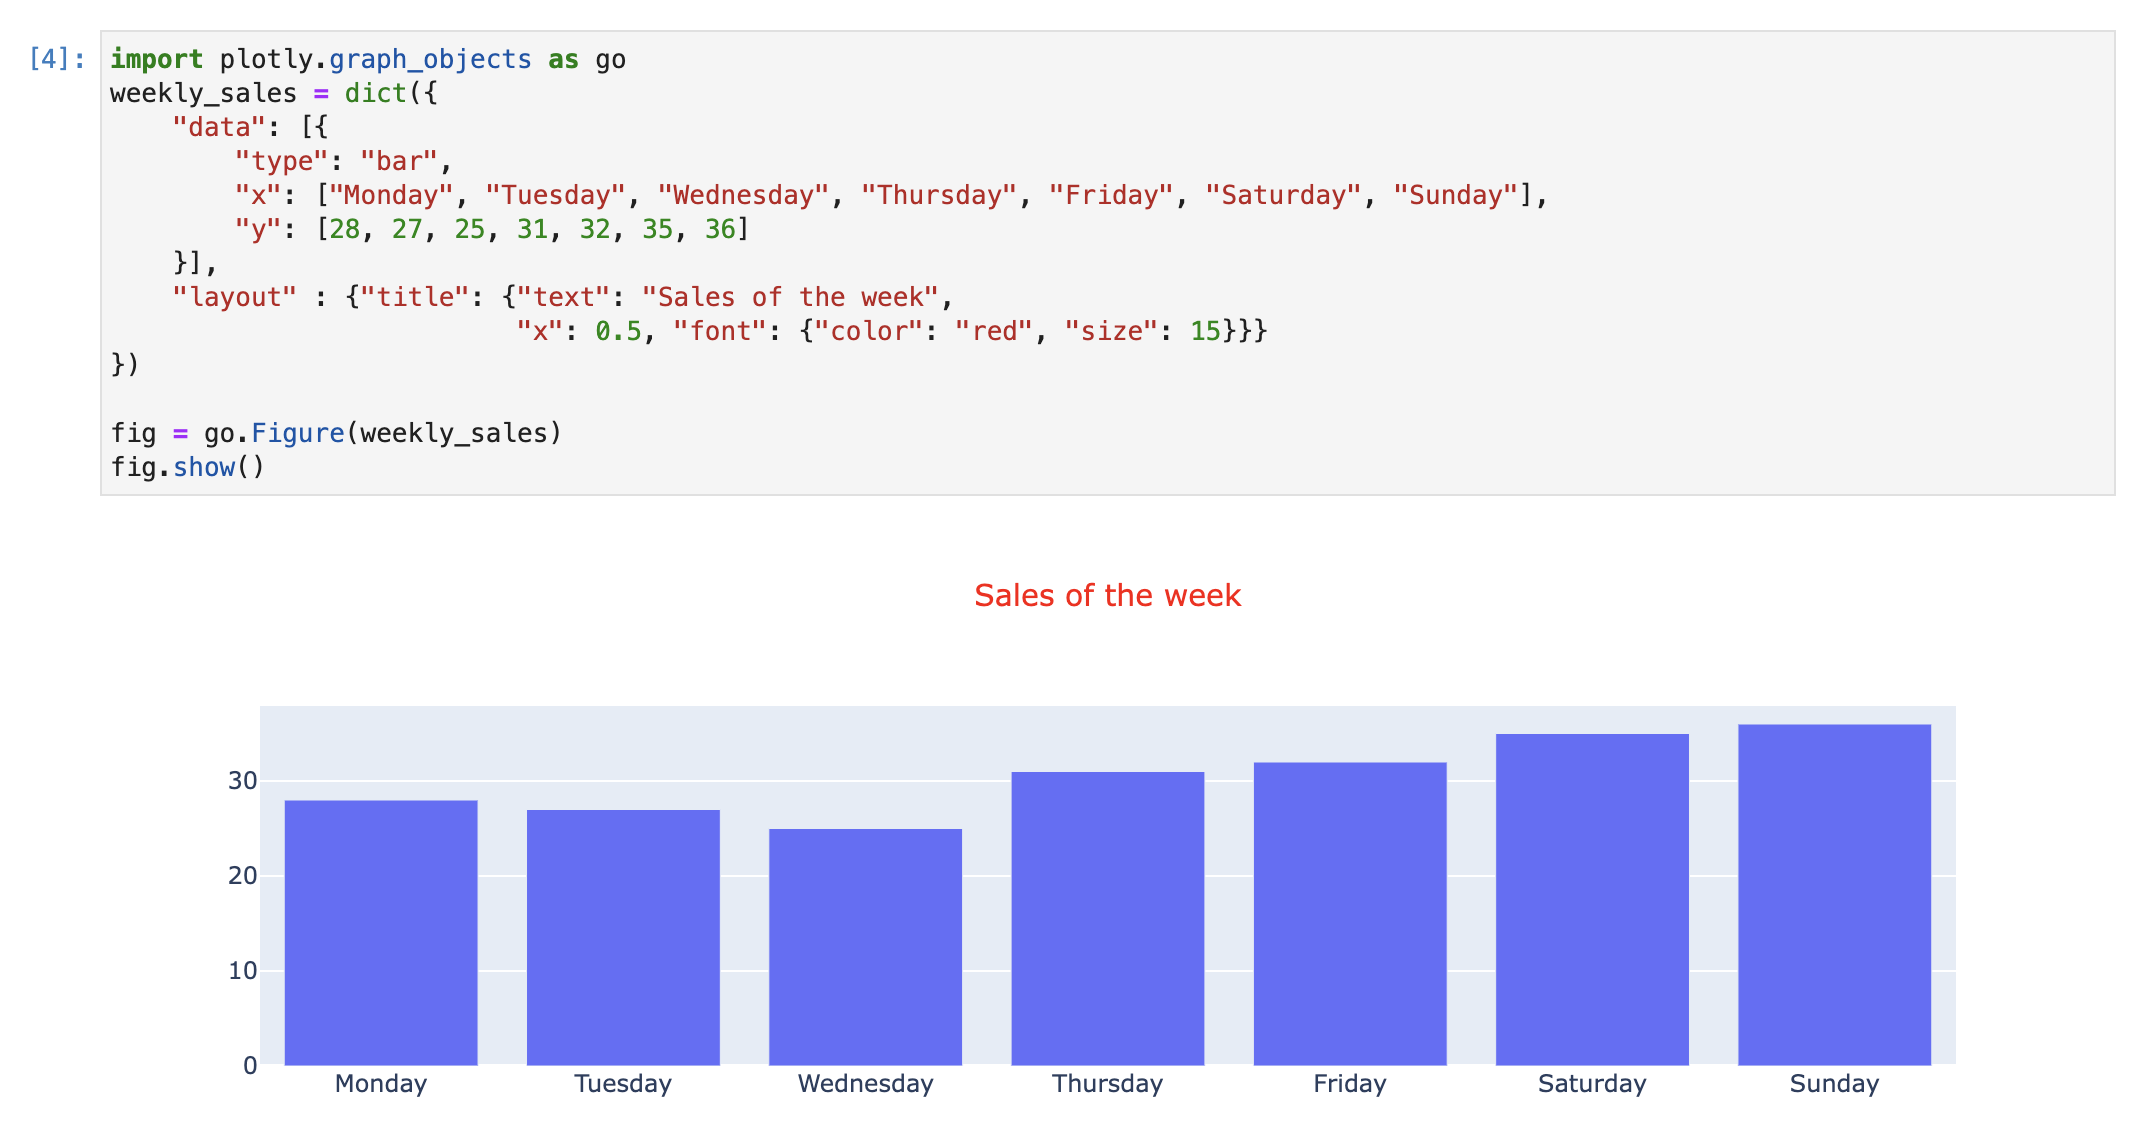 [4]: import plotly.graph_objects as go
weekly_sales = dict({
    "data": [{
        "type": "bar",
        "x": ["Monday", "Tuesday", "Wednesday", "Thursday", "Friday", "Saturday", "Sunday"],
        "y": [28, 27, 25, 31, 32, 35, 36]
    }],
    "layout" : {"title": {"text": "Sales of the week",
                          "x": 0.5, "font": {"color": "red", "size": 15}}}
})
fig = go.Figure(weekly_sales)
fig.show()
Sales of the week
30
20
10
0
Monday Tuesday Wednesday Thursday Friday Saturday Sunday